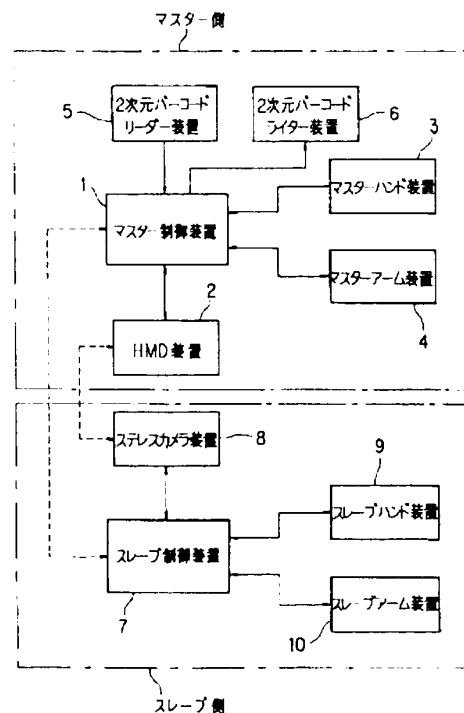 マスター側
2次元バーコード
リーダー装置
5
2次元バーコード
ライター装置
6
3
1
マスターハンド装置
マスター制御装置
2
マスターアーム装置
4
HMD装置
ステレスカメラ装置
8
9
スレーブハンド装置
スレーブ制御装置
7
スレーブアーム装置
10
スレーブ側